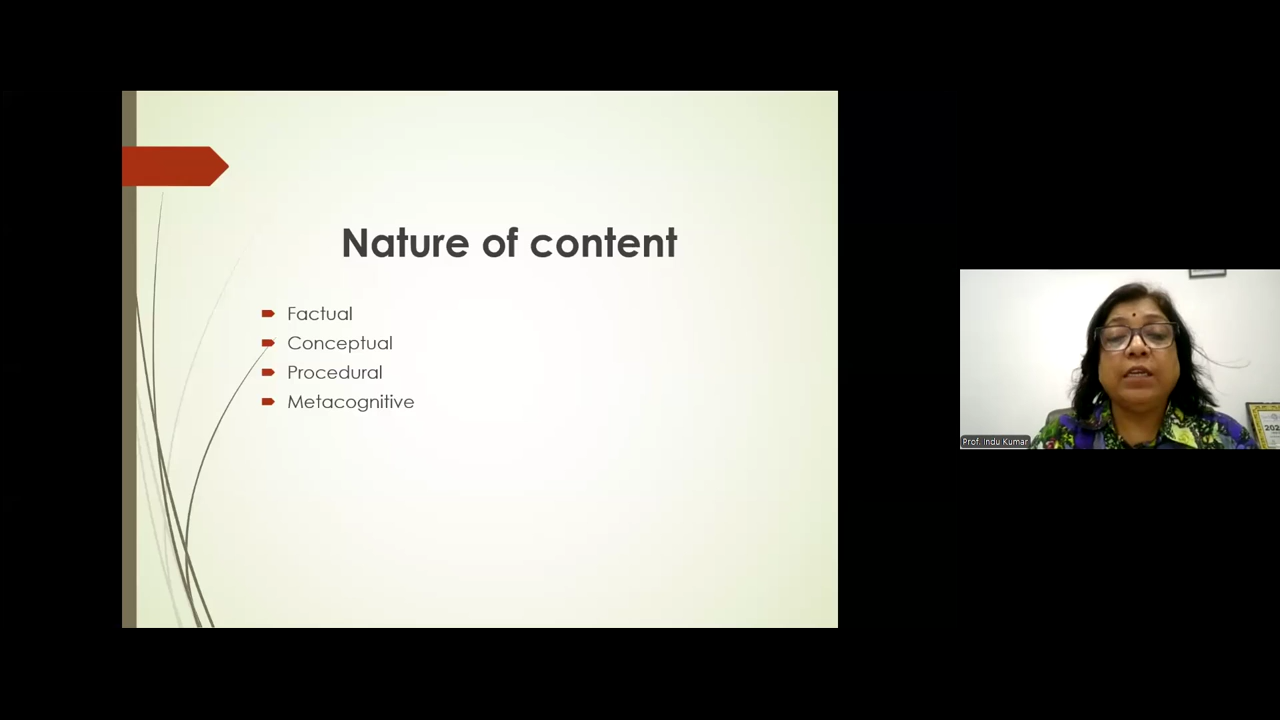 Nature of content
Factual
Conceptual
Procedural
Metacognitive
Prof. Indu Kumar